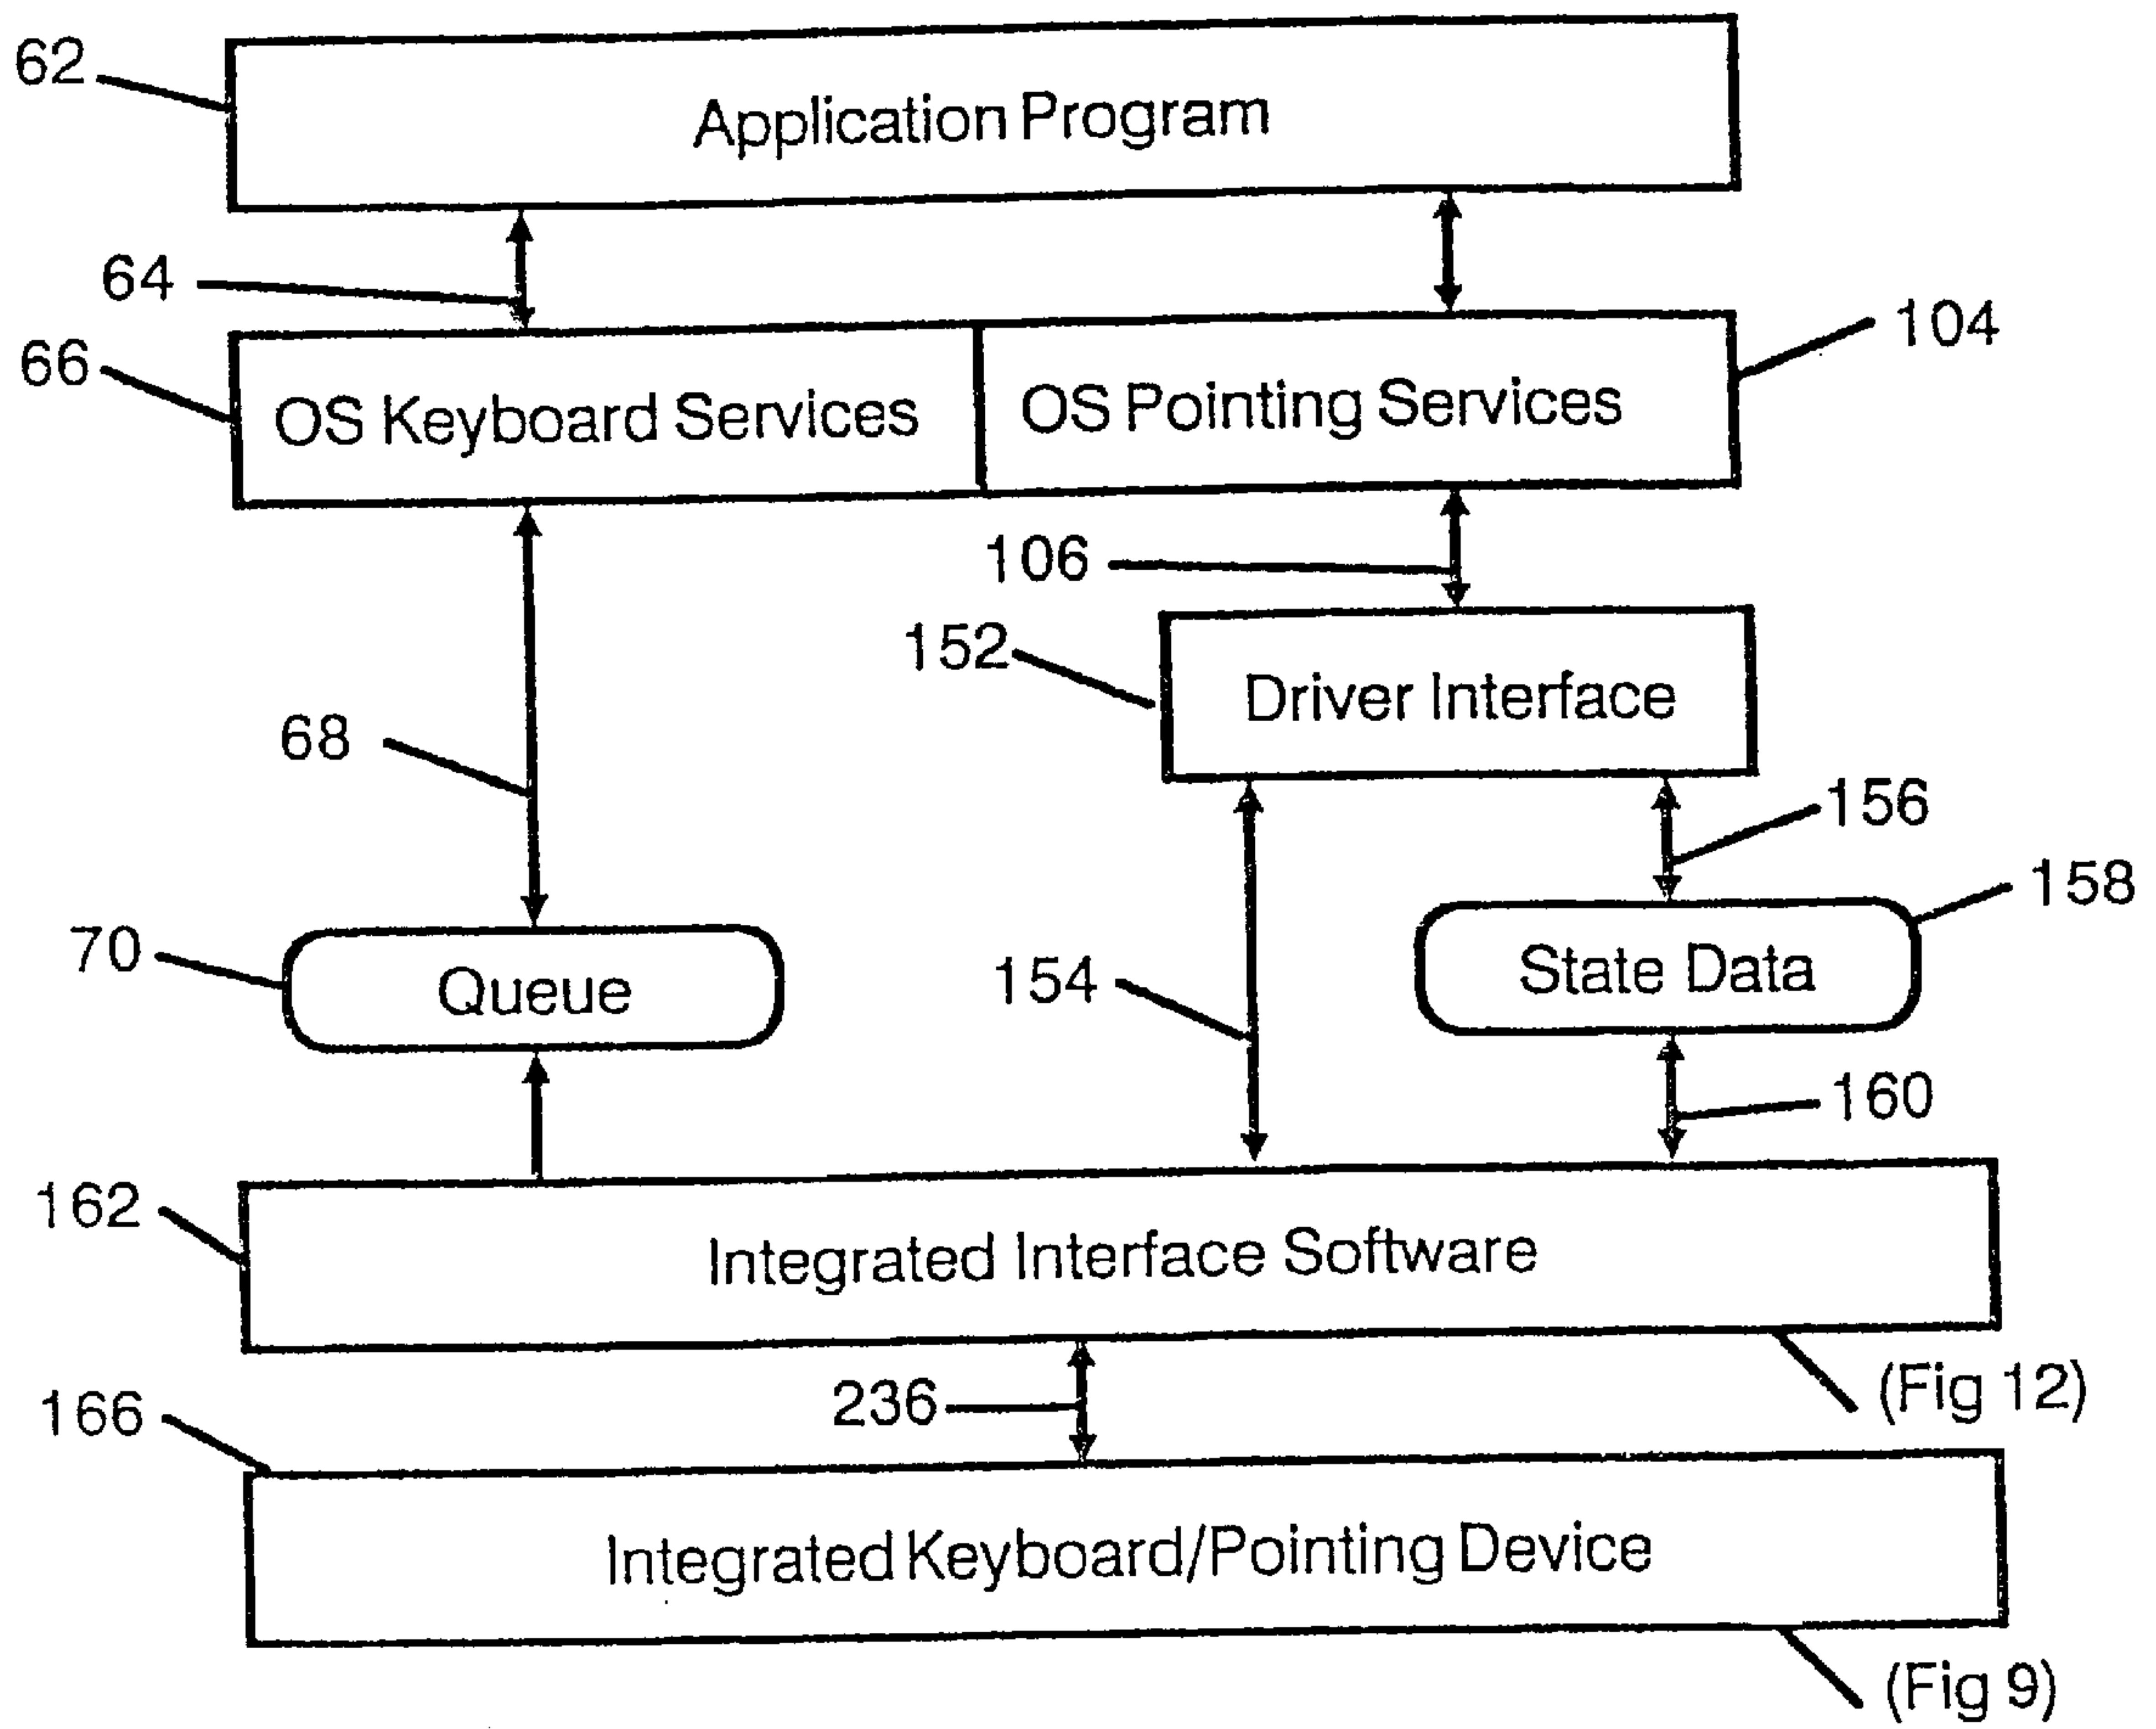 62
Application Program
64
104
66
OS Keyboard Services
OS Pointing Services
106
152
Driver Interface
68
156
158
70
Queue
State Data
154
160
162
Integrated Interface Software
(Fig 12)
236
166
Integrated Keyboard/Pointing Device
(Fig 9)